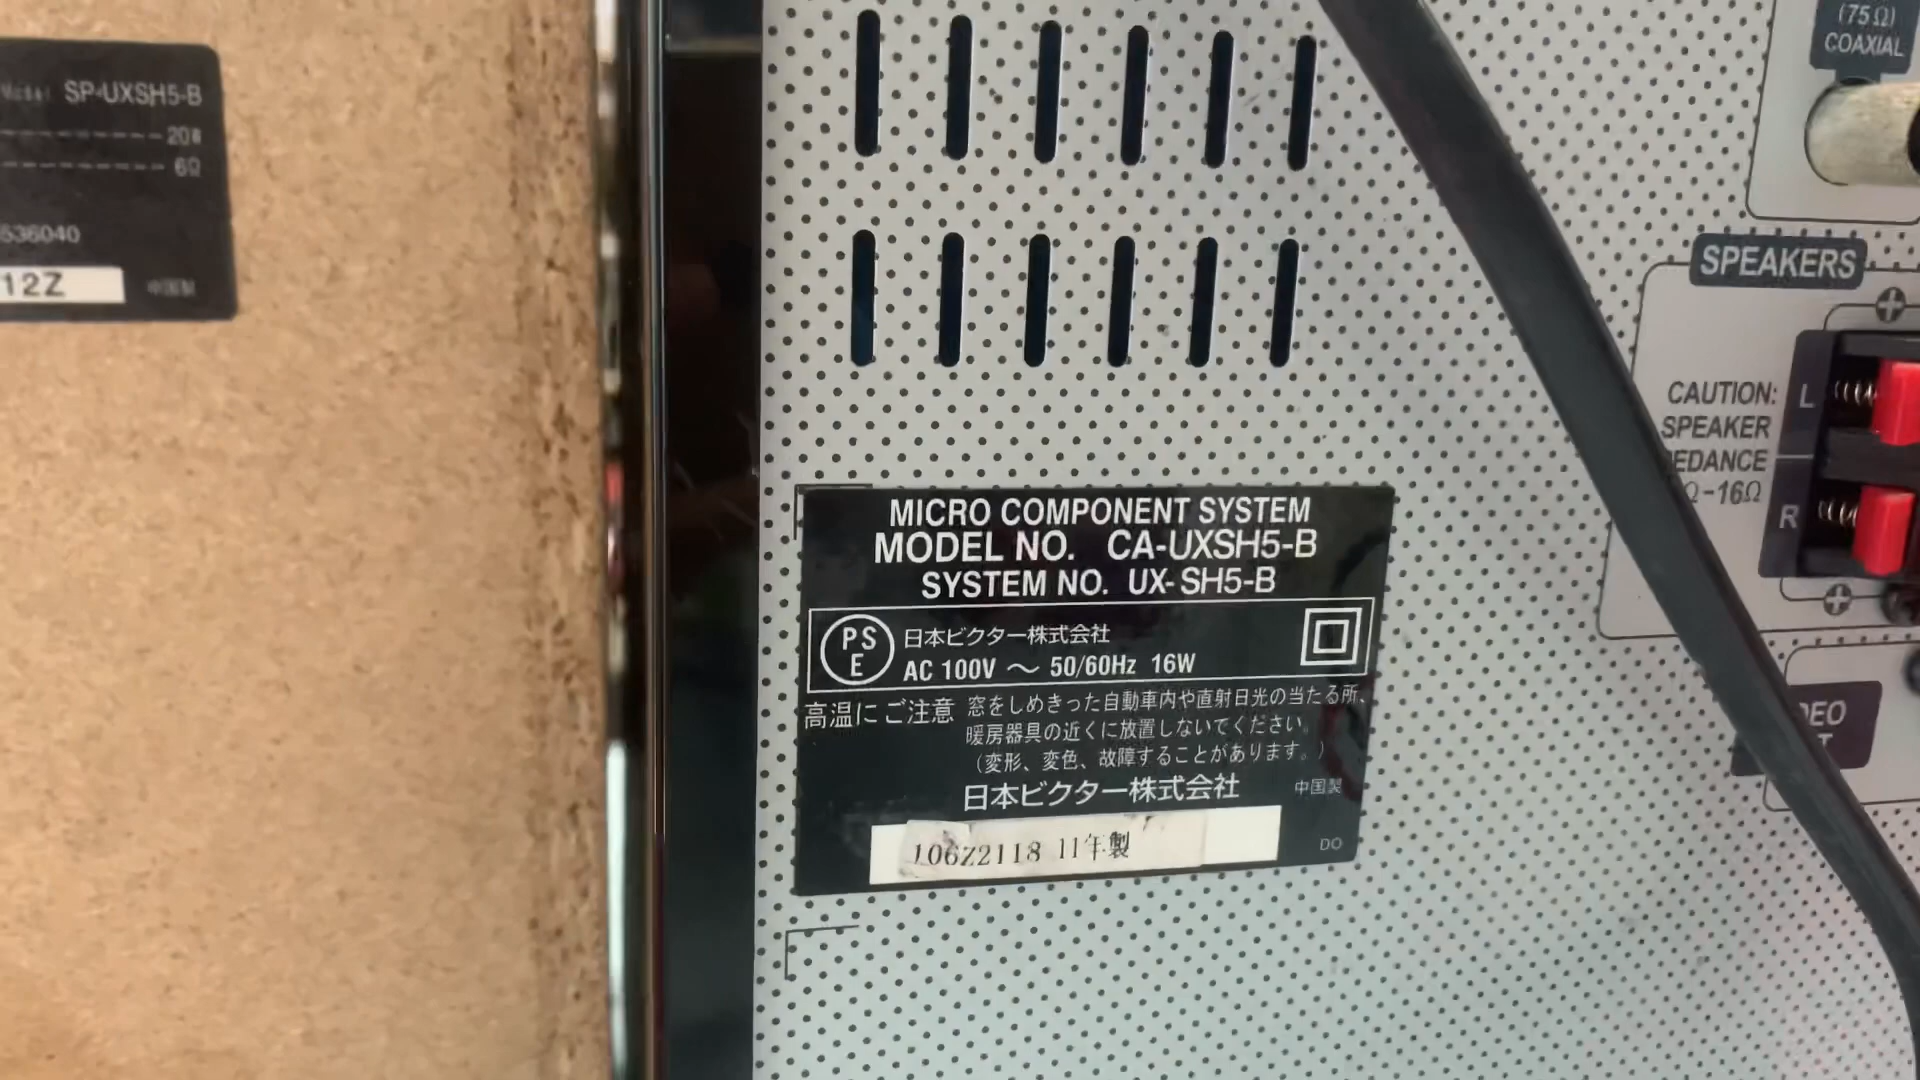 Model SP-UXSH5-B
20W
6Ω
536040
12Z
中国製
(75Ω)
COAXIAL
SPEAKERS
CAUTION:
SPEAKER
EDANCE
Ω-16Ω
L
R
MICRO COMPONENT SYSTEM
MODEL NO. CA-UXSH5-B
SYSTEM NO. UX-SH5-B
PS
E
日本ビクター株式会社
AC 100V ～ 50/60Hz 16W
高温にご注意 窓をしめきった自動車内や直射日光の当たる所、
暖房器具の近くに放置しないでください。
（変形、変色、故障することがあります。）
日本ビクター株式会社
中国製
106Z2118 11年製
DO
DEO
T